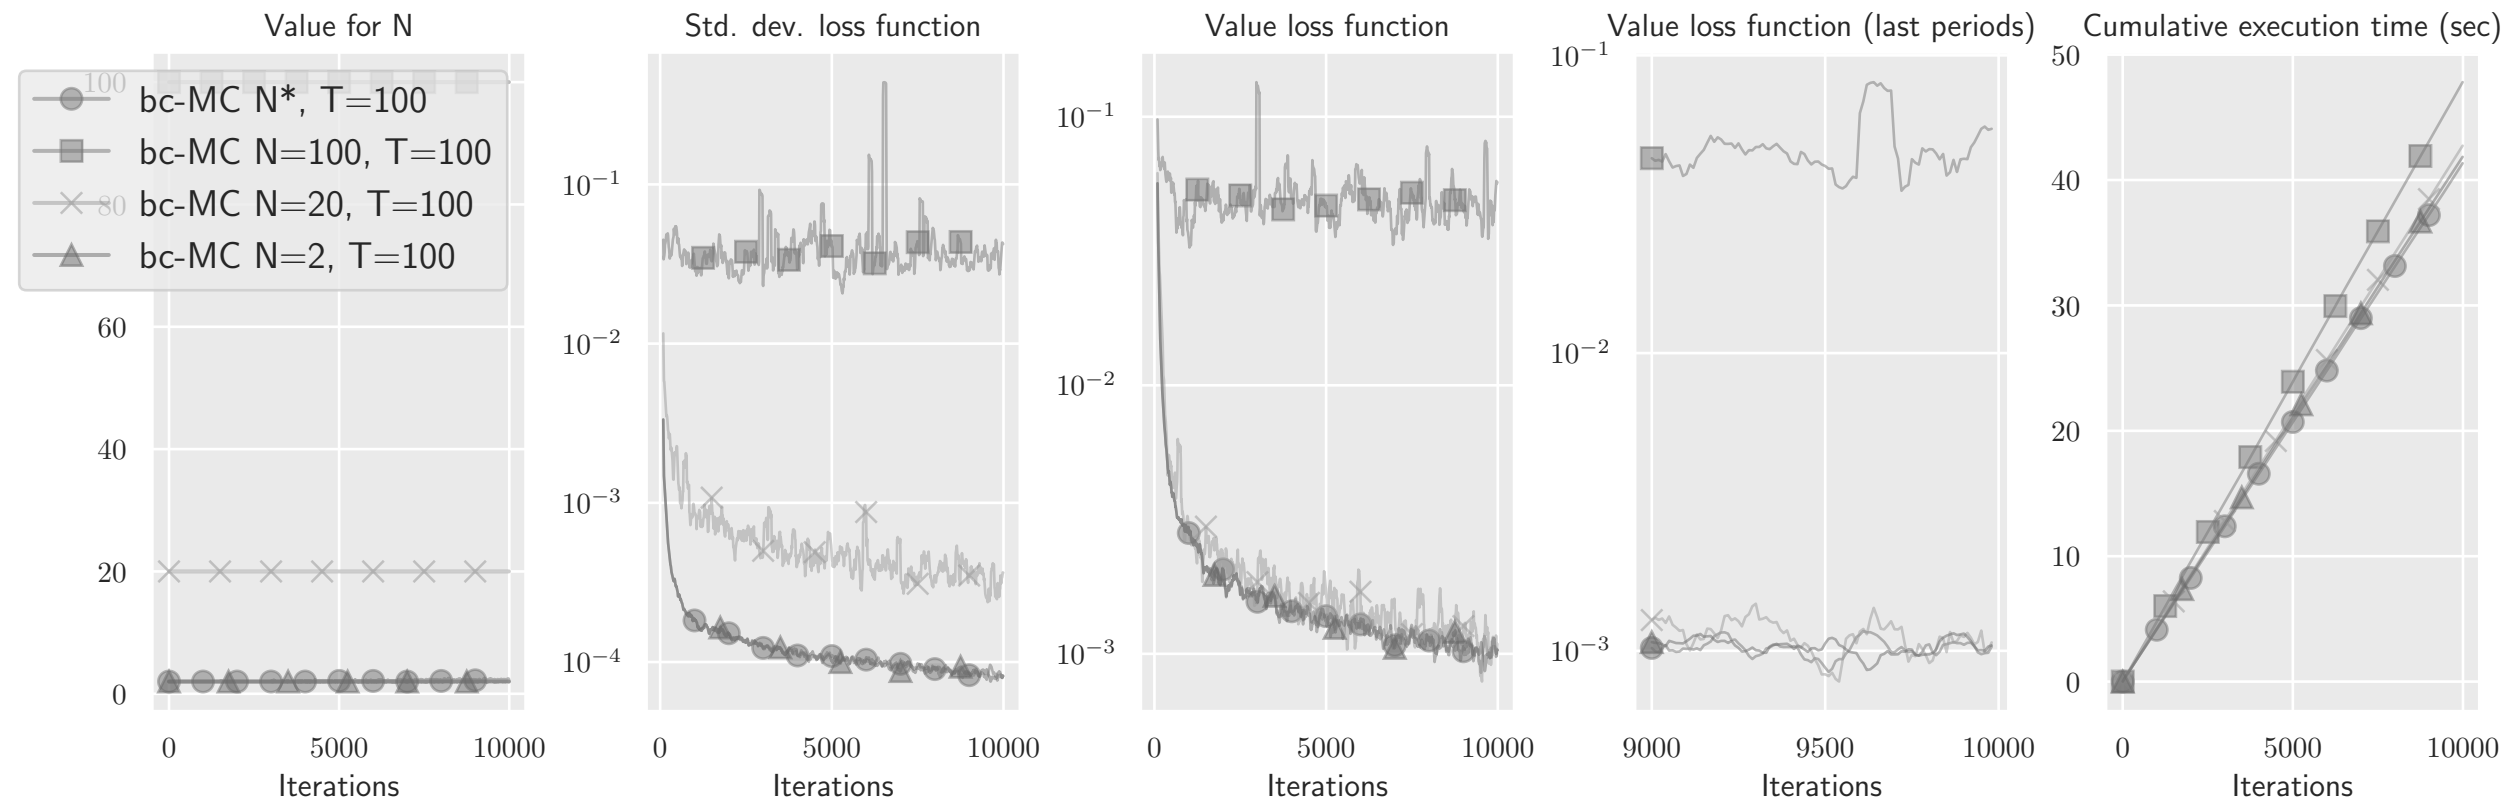 Value for N
Std. dev. loss function
Value loss function
Value loss function (last periods)
Cumulative execution time (sec)
bc-MC N*, T=100
bc-MC N=100, T=100
bc-MC N=20, T=100
bc-MC N=2, T=100
100
80
60
40
20
0
0 5000 10000
Iterations
10⁻¹
10⁻²
10⁻³
10⁻⁴
0 5000 10000
Iterations
10⁻¹
10⁻²
10⁻³
0 5000 10000
Iterations
10⁻¹
10⁻²
10⁻³
9000 9500 10000
Iterations
50
40
30
20
10
0
0 5000 10000
Iterations